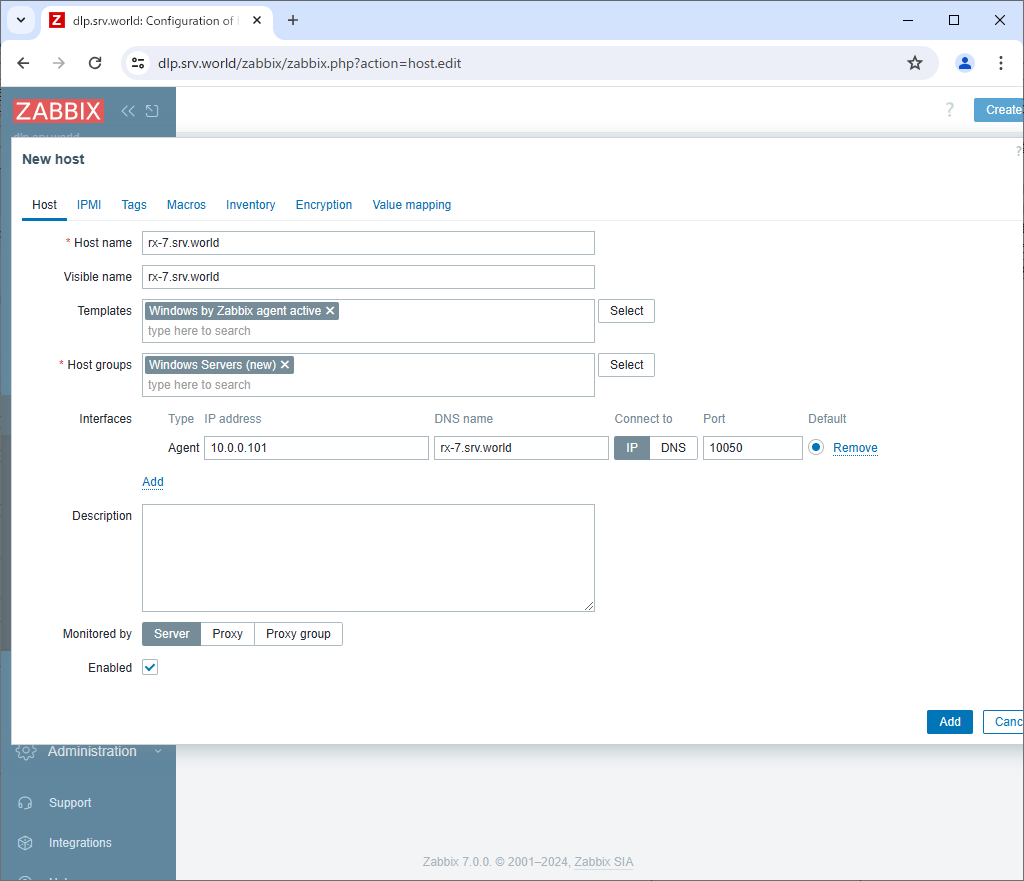 dlp.srv.world: Configuration of
dlp.srv.world/zabbix/zabbix.php?action=host.edit
ZABBIX
? Create
dlp.srv.world
New host ?
Host IPMI Tags Macros Inventory Encryption Value mapping
* Host name rx-7.srv.world
Visible name rx-7.srv.world
Templates Windows by Zabbix agent active Select
type here to search
* Host groups Windows Servers (new) Select
type here to search
Interfaces Type IP address DNS name Connect to Port Default
Agent 10.0.0.101 rx-7.srv.world IP DNS 10050 Remove
Add
Description
Monitored by Server Proxy Proxy group
Enabled
Add Canc
Administration
Support
Integrations
Zabbix 7.0.0. © 2001–2024, Zabbix SIA